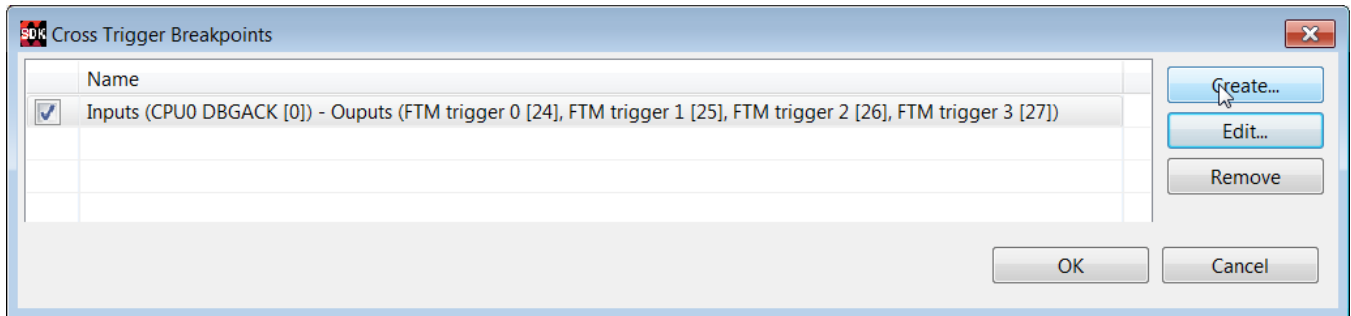 SDK Cross Trigger Breakpoints
Name
Create...
Inputs (CPU0 DBGACK [0]) - Ouputs (FTM trigger 0 [24], FTM trigger 1 [25], FTM trigger 2 [26], FTM trigger 3 [27])
Edit...
Remove
OK
Cancel